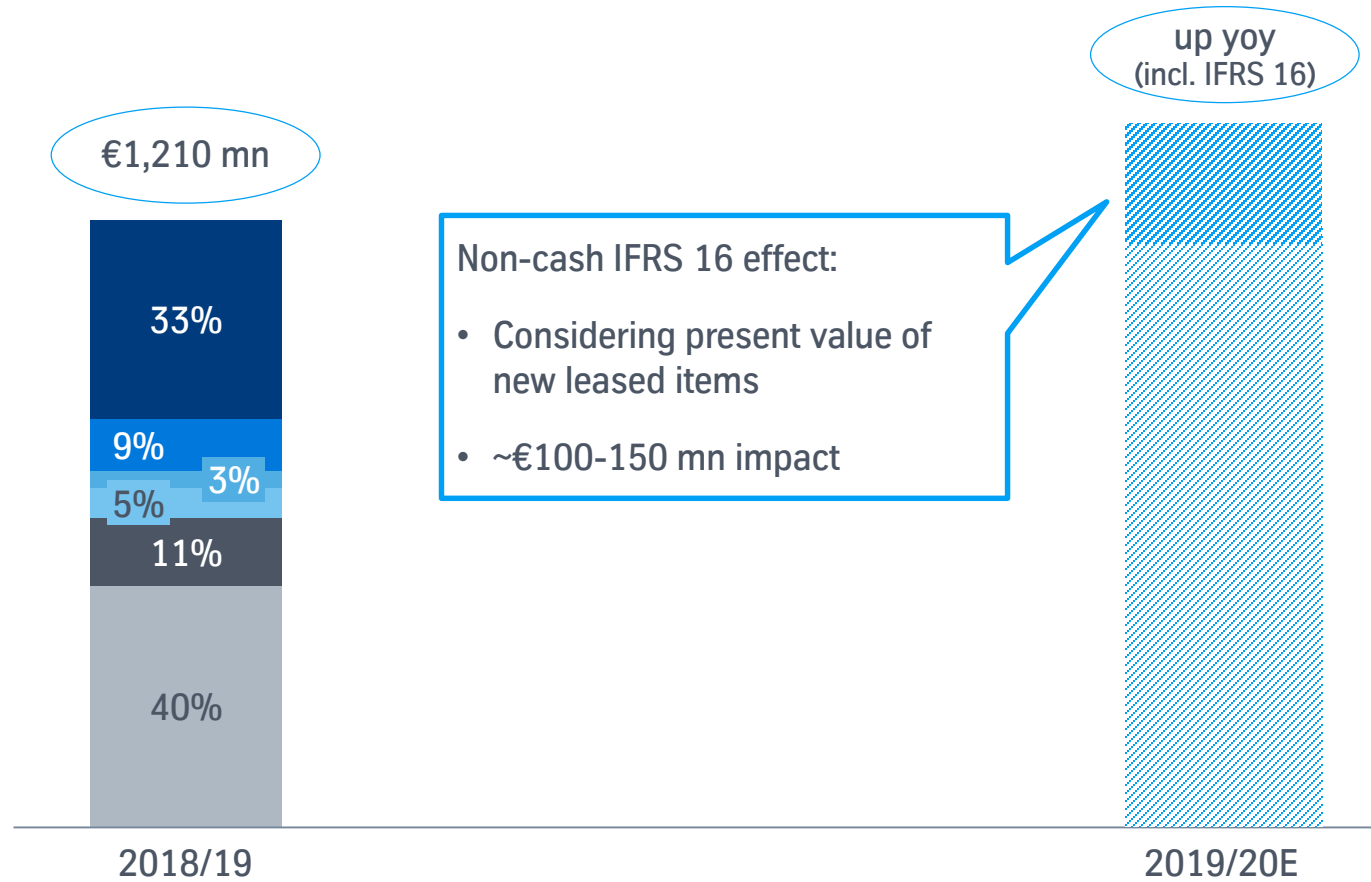 up yoy
(incl. IFRS 16)
€1,210 mn
Non-cash IFRS 16 effect:
• Considering present value of
new leased items
• ~€100-150 mn impact
33%
9%
3%
5%
11%
40%
2018/19
2019/20E